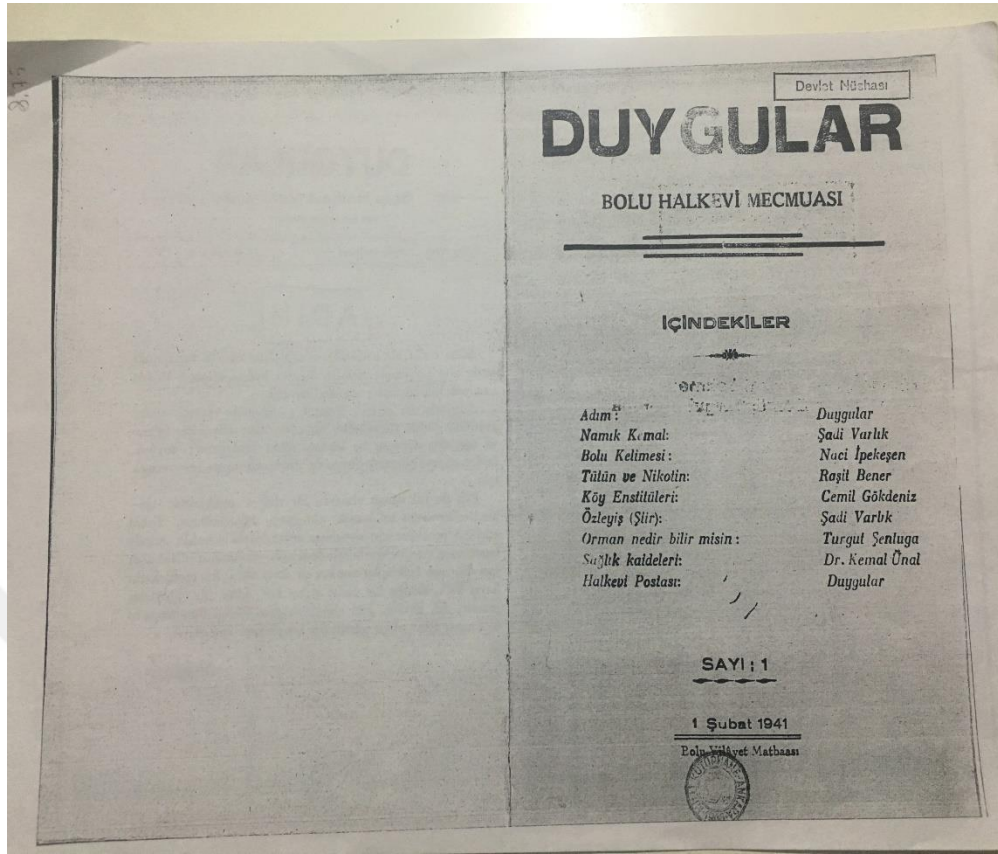 Devlet Nüshası
DUYGULAR
BOLU HALKEVİ MECMUASI
İÇİNDEKİLER
Adım : Duygular
Namık Kemal: Şadi Varlık
Bolu Kelimesi : Naci İpekeşen
Tütün ve Nikotin: Raşit Bener
Köy Enstitüleri: Cemil Gökdeniz
Özleyiş (Şiir): Şadi Varlık
Orman nedir bilir misin : Turgut Şenluga
Sağlık kaideleri: Dr. Kemal Ünal
Halkevi Postası: Duygular
SAYI : 1
1 Şubat 1941
Bolu Vilâyet Matbaası